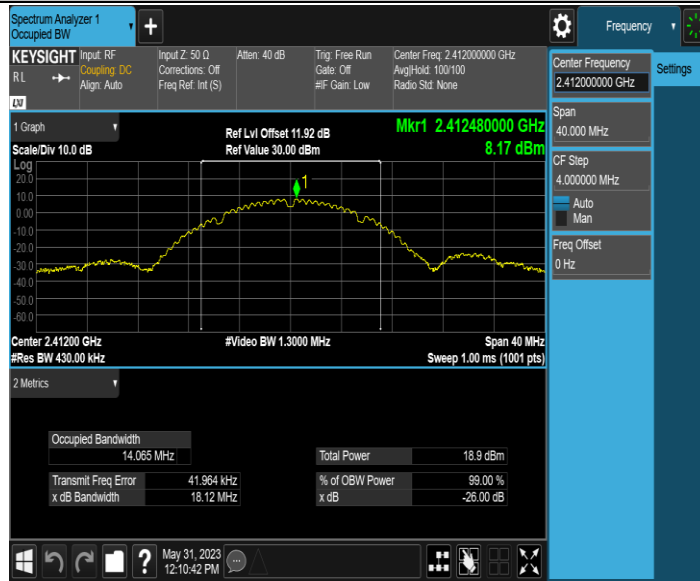 Spectrum Analyzer 1
Occupied BW
+
Frequency
KEYSIGHT
Input: RF
Coupling: DC
Align: Auto
Input Z: 50 Ω
Corrections: Off
Freq Ref: Int (S)
Atten: 40 dB
Trig: Free Run
Gate: Off
#IF Gain: Low
Center Freq: 2.412000000 GHz
Avg|Hold: 100/100
Radio Std: None
R L
LXI
Center Frequency
2.412000000 GHz
Settings
Span
40.000 MHz
CF Step
4.000000 MHz
Auto
Man
Freq Offset
0 Hz
1 Graph
Ref Lvl Offset 11.92 dB
Mkr1 2.412480000 GHz
Scale/Div 10.0 dB
Ref Value 30.00 dBm
8.17 dBm
Log
20.0
10.0
0.00
-10.0
-20.0
-30.0
-40.0
-50.0
-60.0
1
Center 2.41200 GHz
#Video BW 1.3000 MHz
Span 40 MHz
#Res BW 430.00 kHz
Sweep 1.00 ms (1001 pts)
2 Metrics
Occupied Bandwidth
14.065 MHz
Total Power 18.9 dBm
Transmit Freq Error 41.964 kHz
% of OBW Power 99.00 %
x dB Bandwidth 18.12 MHz
x dB -26.00 dB
?
May 31, 2023
12:10:42 PM